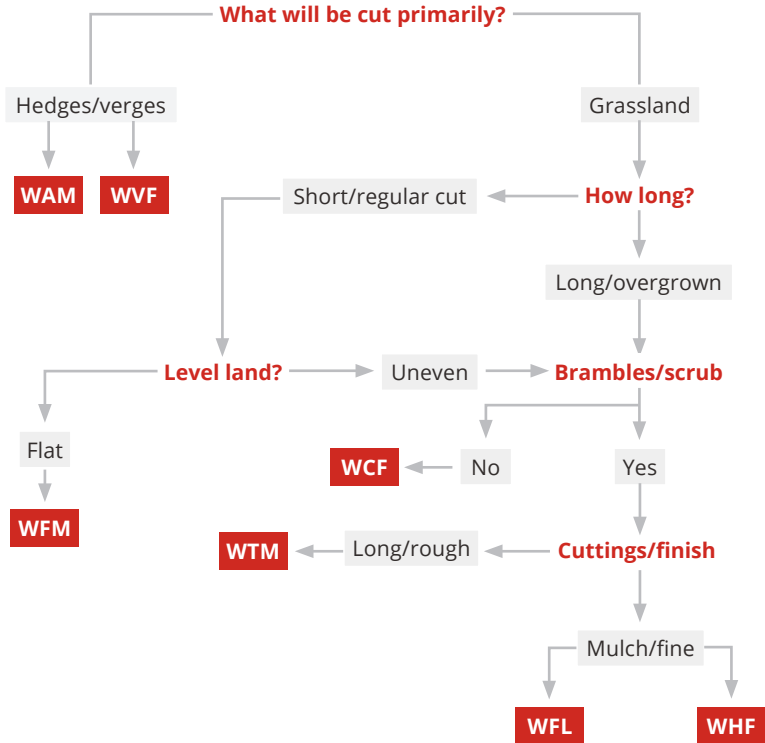 What will be cut primarily?
Hedges/verges
Grassland
WAM
WVF
Short/regular cut
How long?
Long/overgrown
Level land?
Uneven
Brambles/scrub
Flat
WCF
No
Yes
WFM
WTM
Long/rough
Cuttings/finish
Mulch/fine
WFL
WHF